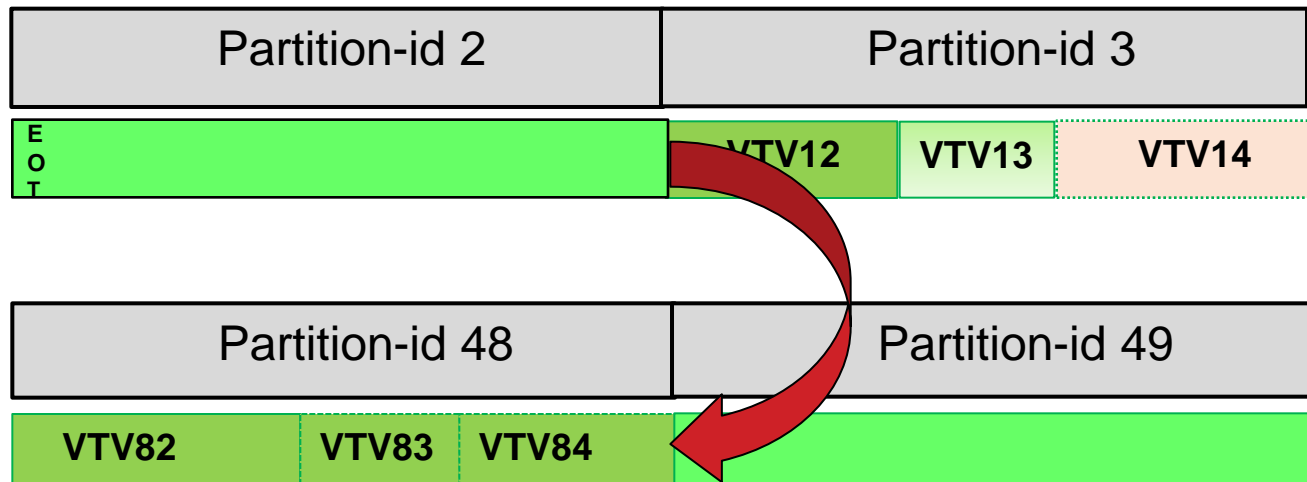 Partition-id 2 Partition-id 3
E
O
T
VTV12 VTV13 VTV14
Partition-id 48 Partition-id 49
VTV82 VTV83 VTV84